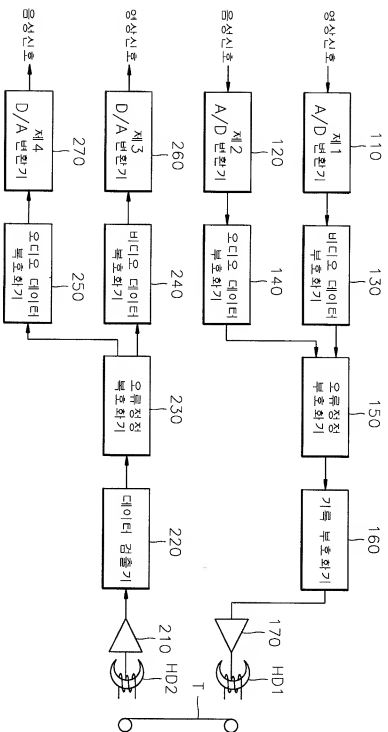 110
130
150
160
170
HD1
영상신호
제1
A/D 변환기
비디오 데이터
부호화기
오류정정
부호화기
기록 부호화기
120
140
음성신호
제2
A/D 변환기
오디오 데이터
부호화기
T
260
240
230
220
210
HD2
영상신호
제3
D/A 변환기
비디오 데이터
복호화기
오류정정
복호화기
데이터 검출기
270
250
음성신호
제4
D/A 변환기
오디오 데이터
복호화기